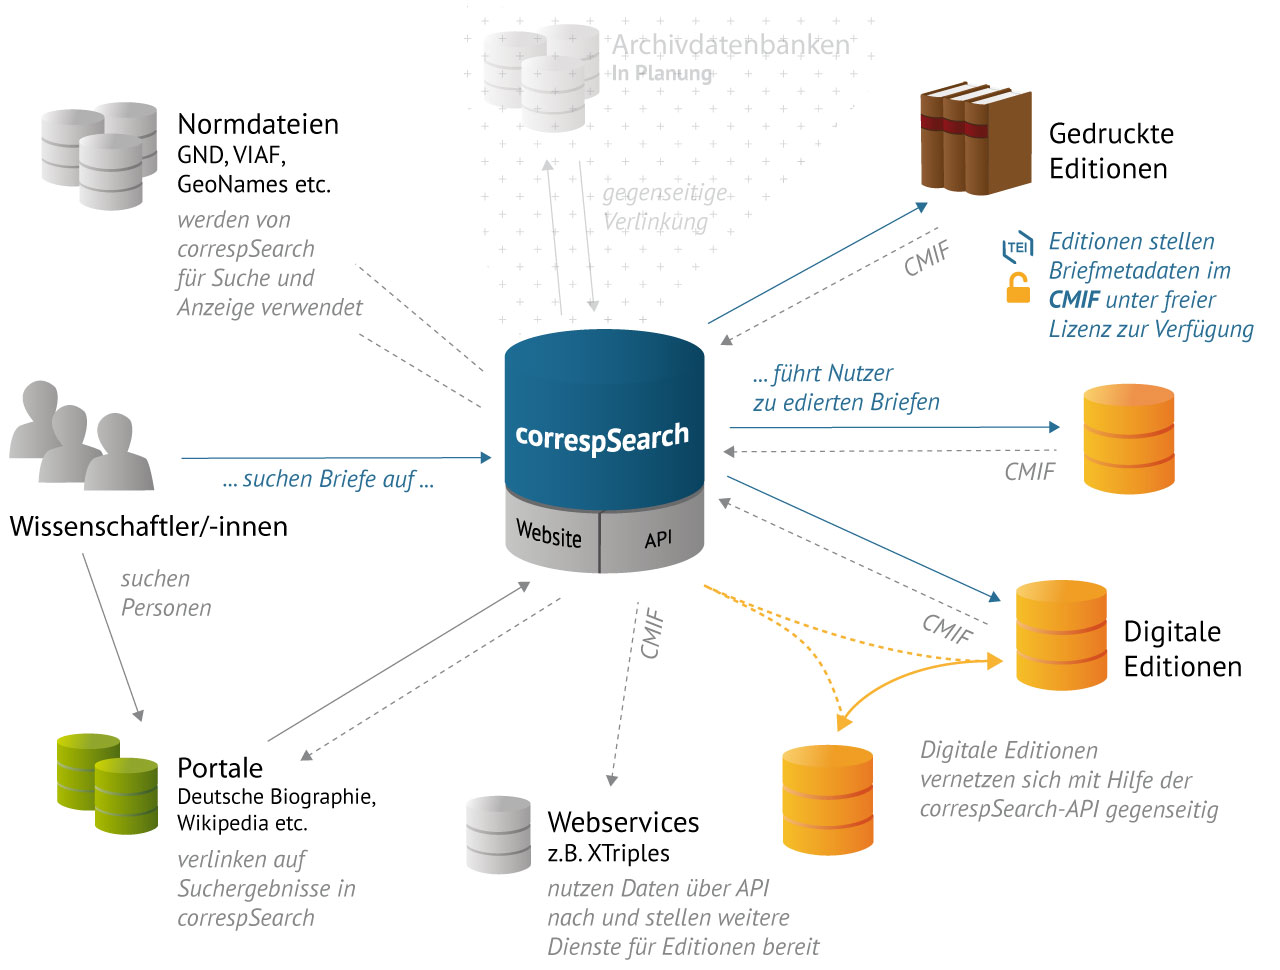 Archivdatenbanken
In Planung
gegenseitige
Verlinkung
Normdateien
GND, VIAF,
GeoNames etc.
werden von
correspSearch
für Suche und
Anzeige verwendet
Gedruckte
Editionen
CMIF
TEI
Editionen stellen
Briefmetadaten im
CMIF unter freier
Lizenz zur Verfügung
... führt Nutzer
zu edierten Briefen
CMIF
correspSearch
Website
API
... suchen Briefe auf ...
Wissenschaftler/-innen
suchen
Personen
CMIF
CMIF
Digitale
Editionen
Portale
Deutsche Biographie,
Wikipedia etc.
verlinken auf
Suchergebnisse in
correspSearch
Webservices
z.B. XTriples
nutzen Daten über API
nach und stellen weitere
Dienste für Editionen bereit
Digitale Editionen
vernetzen sich mit Hilfe der
correspSearch-API gegenseitig